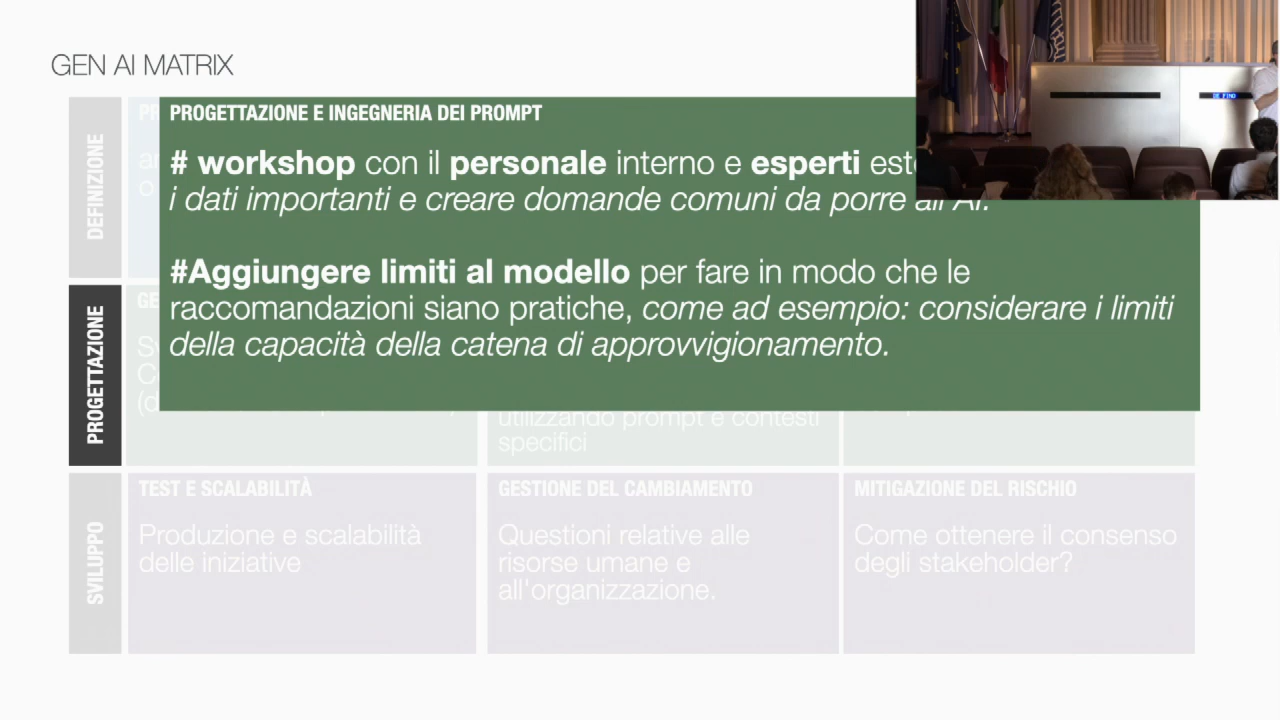 GEN AI MATRIX
DEFINIZIONE
PROGETTAZIONE E INGEGNERIA DEI PROMPT
# workshop con il personale interno e esperti
i dati importanti e creare domande comuni da porre all'AI.
#Aggiungere limiti al modello per fare in modo che le
raccomandazioni siano pratiche, come ad esempio: considerare i limiti
della capacità della catena di approvvigionamento.
PROGETTAZIONE
utilizzando prompt e contesti
specifici
SVILUPPO
TEST E SCALABILITÀ
Produzione e scalabilità
delle iniziative
GESTIONE DEL CAMBIAMENTO
Questioni relative alle
risorse umane e
all'organizzazione.
MITIGAZIONE DEL RISCHIO
Come ottenere il consenso
degli stakeholder?